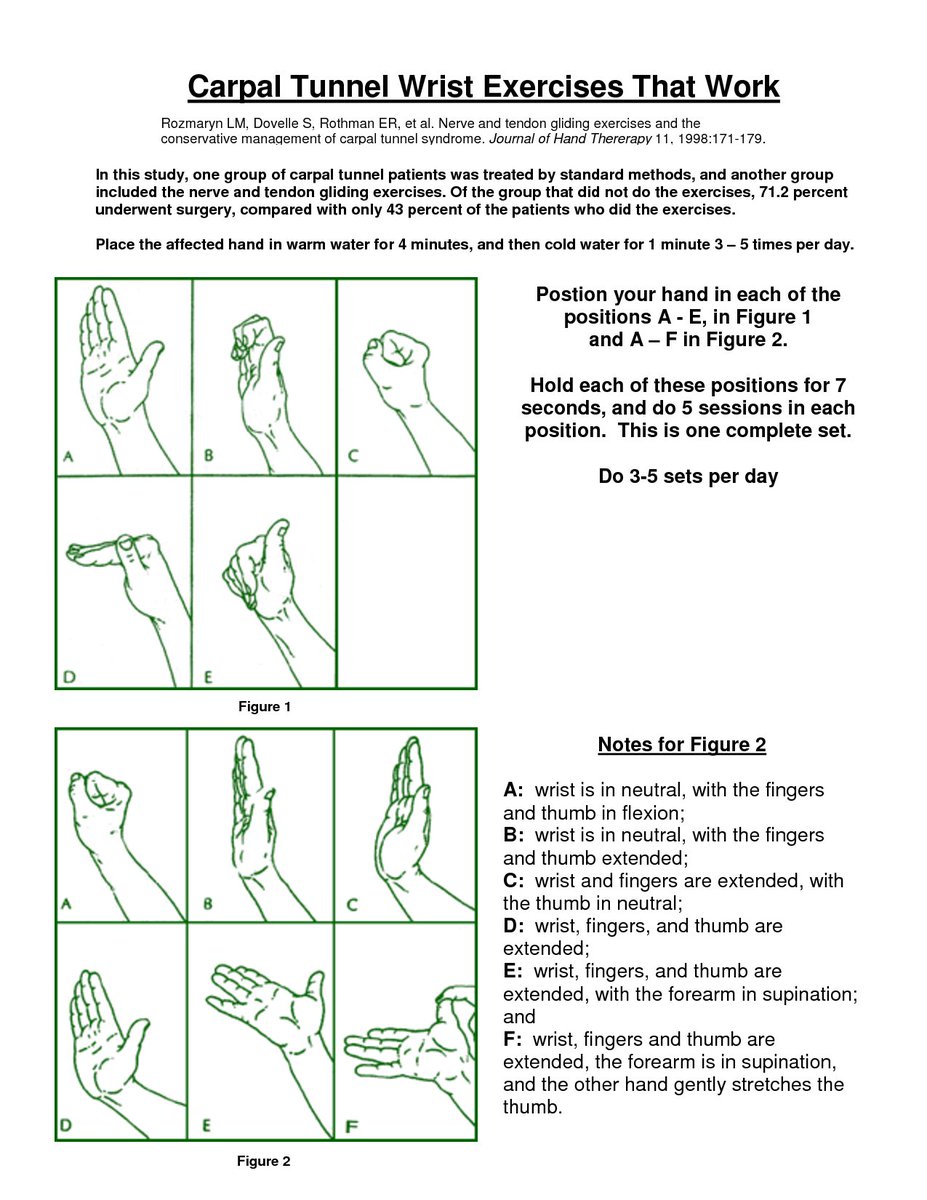 Carpal Tunnel Wrist Exercises That Work
Rozmaryn LM, Dovelle S, Rothman ER, et al. Nerve and tendon gliding exercises and the
conservative management of carpal tunnel syndrome. Journal of Hand Thererapy 11, 1998:171-179.
In this study, one group of carpal tunnel patients was treated by standard methods, and another group
included the nerve and tendon gliding exercises. Of the group that did not do the exercises, 71.2 percent
underwent surgery, compared with only 43 percent of the patients who did the exercises.
Place the affected hand in warm water for 4 minutes, and then cold water for 1 minute 3 – 5 times per day.
A
B
C
D
E
Figure 1
Postion your hand in each of the
positions A - E, in Figure 1
and A – F in Figure 2.
Hold each of these positions for 7
seconds, and do 5 sessions in each
position.  This is one complete set.
Do 3-5 sets per day
A
B
C
D
E
F
Figure 2
Notes for Figure 2
A:  wrist is in neutral, with the fingers
and thumb in flexion;
B:  wrist is in neutral, with the fingers
and thumb extended;
C:  wrist and fingers are extended, with
the thumb in neutral;
D:  wrist, fingers, and thumb are
extended;
E:  wrist, fingers, and thumb are
extended, with the forearm in supination;
and
F:  wrist, fingers and thumb are
extended, the forearm is in supination,
and the other hand gently stretches the
thumb.